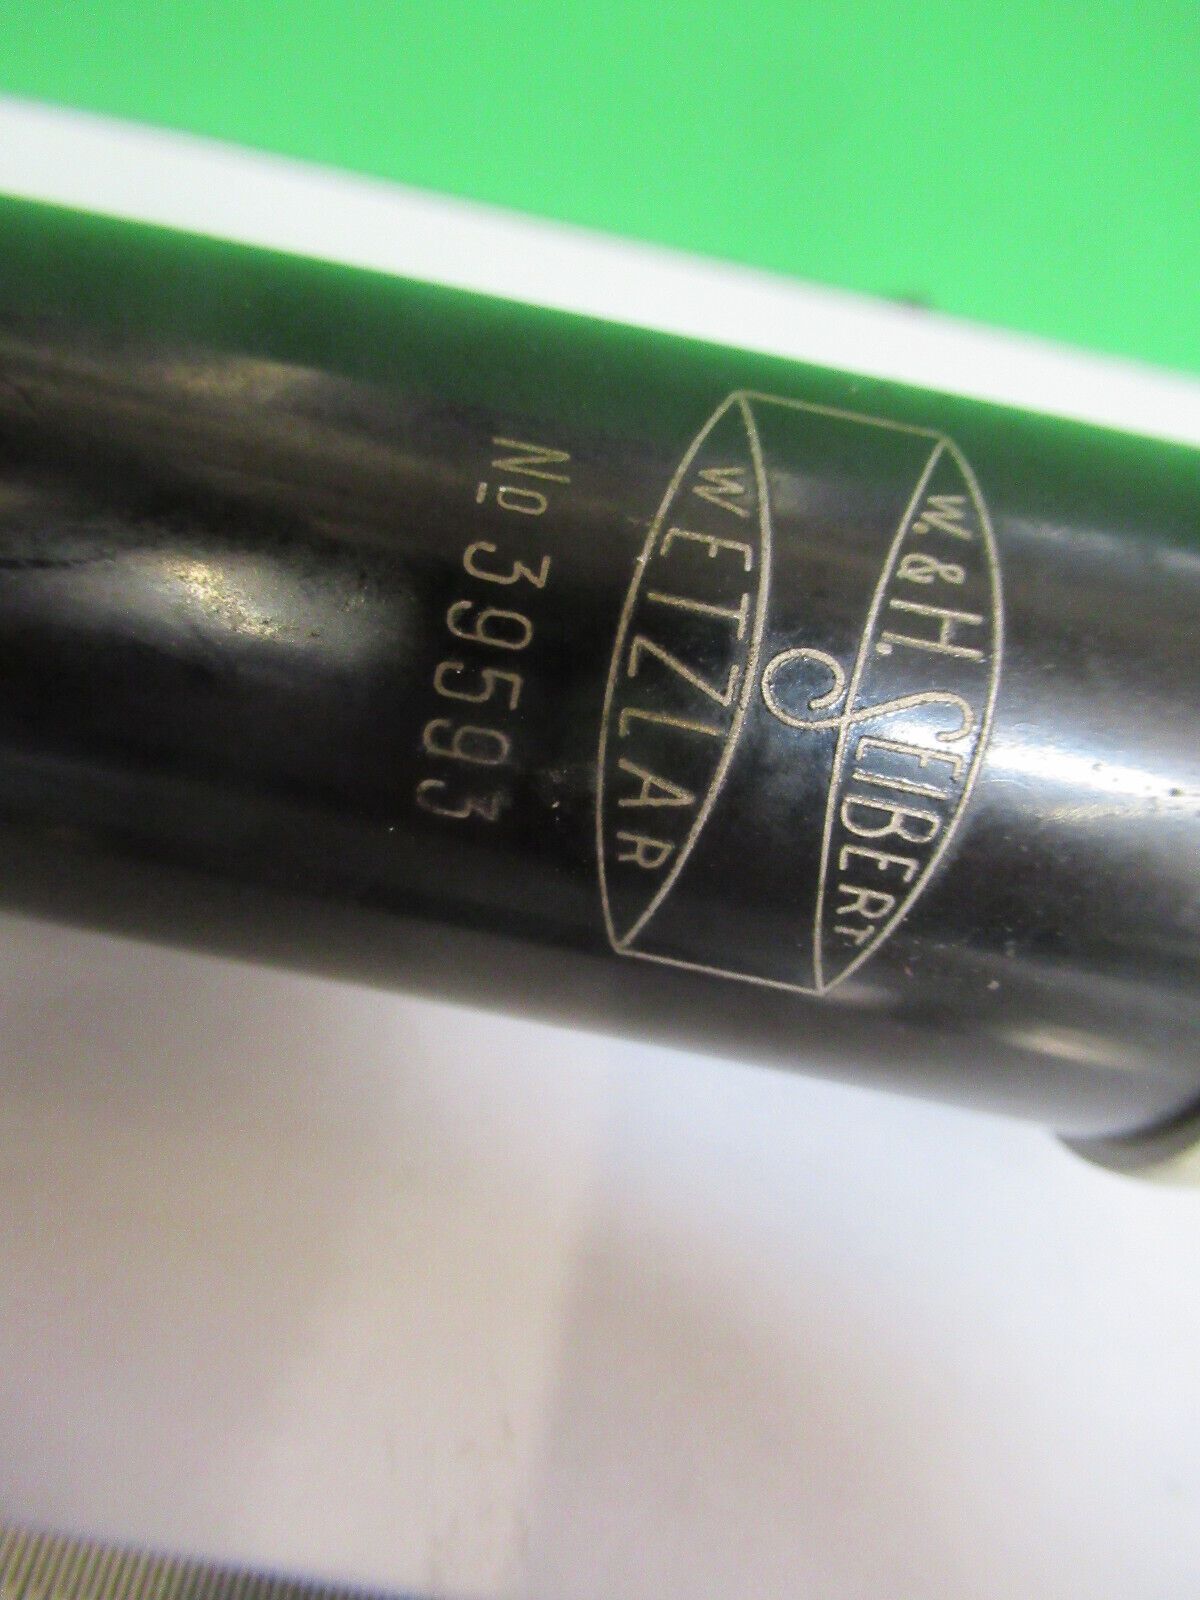 W. & H. SEIBERT
WETZLAR
No 39593